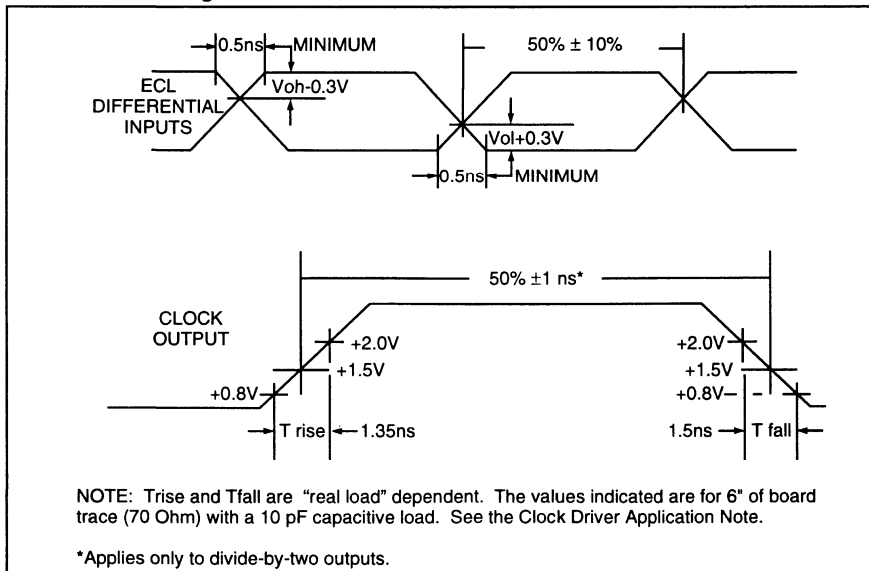 0.5ns
MINIMUM
50% ± 10%
ECL
DIFFERENTIAL
INPUTS
Voh-0.3V
Vol+0.3V
0.5ns
MINIMUM
50% ±1 ns*
CLOCK
OUTPUT
+2.0V
+1.5V
+0.8V
+2.0V
+1.5V
+0.8V
T rise
1.35ns
1.5ns
T fall
NOTE: Trise and Tfall are "real load" dependent. The values indicated are for 6" of board
trace (70 Ohm) with a 10 pF capacitive load. See the Clock Driver Application Note.
*Applies only to divide-by-two outputs.